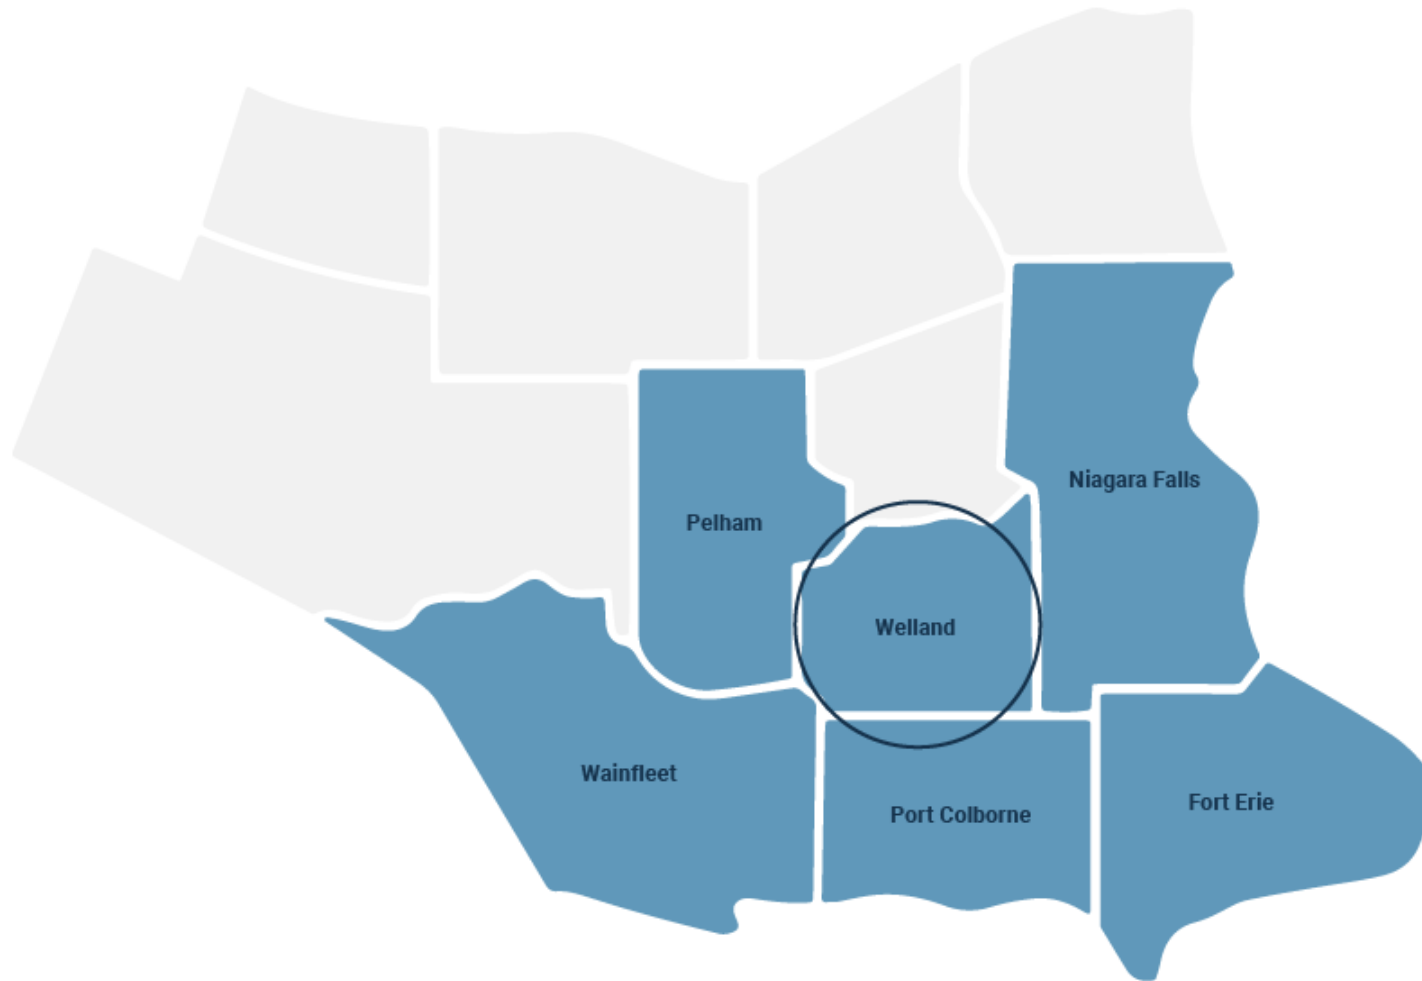 Niagara Falls
Pelham
Welland
Wainfleet
Fort Erie
Port Colborne